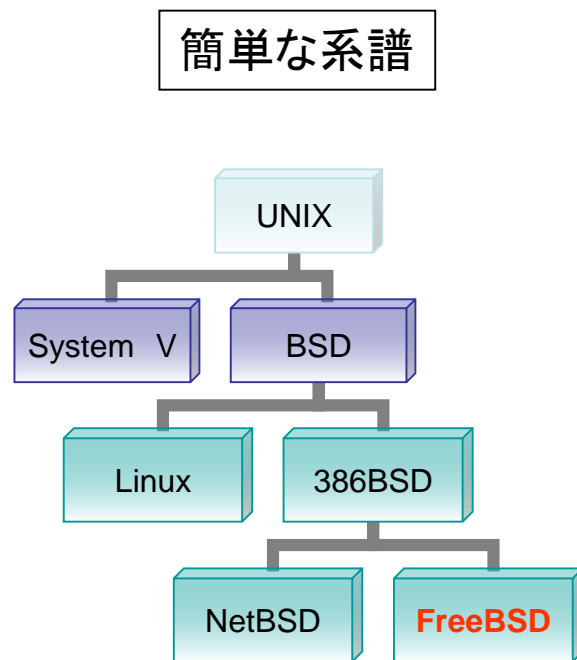 簡単な系譜
UNIX
System V
BSD
Linux
386BSD
NetBSD
FreeBSD